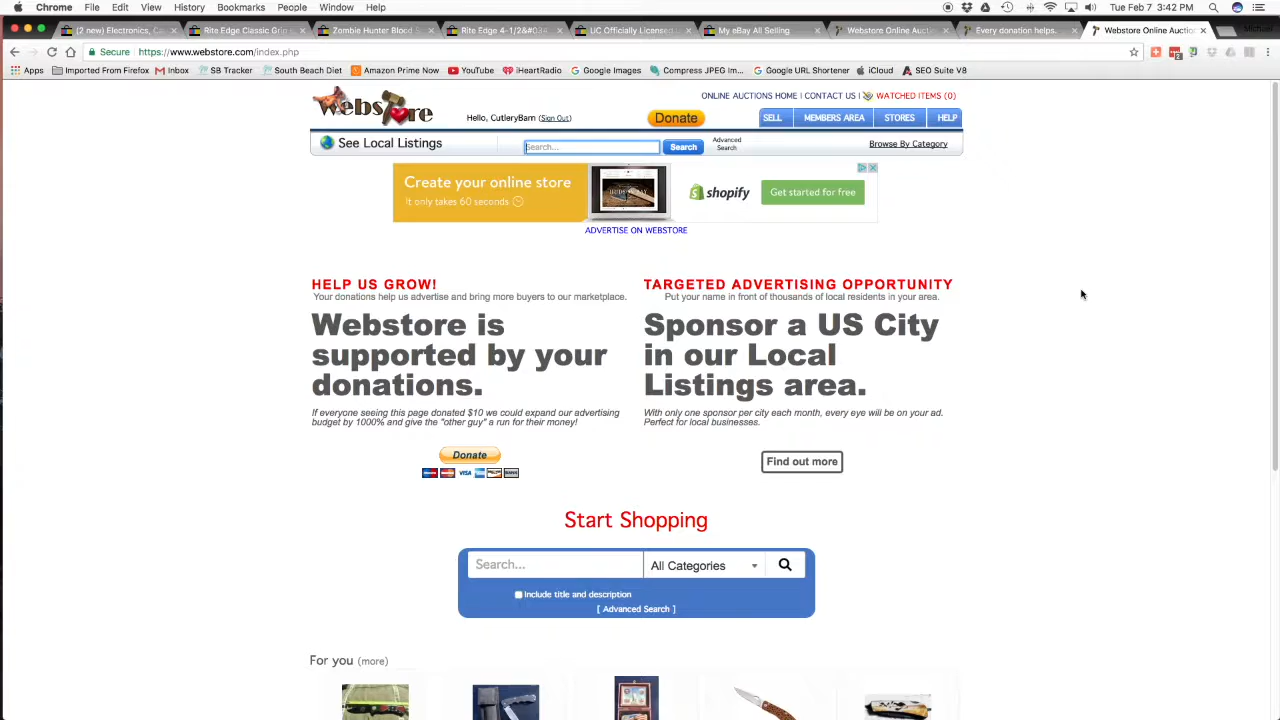 Chrome File Edit View History Bookmarks People Window Help Tue Feb 7 3:42 PM
(2 new) Electronics, C Rite Edge Classic Grip Zombie Hunter Blood S Rite Edge 4-1/2&#034 UC Officially Licensed My eBay All Selling Webstore Online Auct Every donation helps. Webstore Online Auctio Michael
Secure https://www.webstore.com/index.php
Apps Imported From Firefox Inbox SB Tracker South Beach Diet Amazon Prime Now YouTube iHeartRadio Google Images Compress JPEG Im... Google URL Shortener iCloud SEO Suite V8
ONLINE AUCTIONS HOME | CONTACT US | WATCHED ITEMS (0)
Webstore
Hello, CutleryBarn (Sign Out)
Donate
SELL MEMBERS AREA STORES HELP
See Local Listings
Search...
Search
Advanced
Search
Browse By Category
Create your online store
It only takes 60 seconds
shopify
Get started for free
ADVERTISE ON WEBSTORE
HELP US GROW!
Your donations help us advertise and bring more buyers to our marketplace.
Webstore is
supported by your
donations.
If everyone seeing this page donated $10 we could expand our advertising
budget by 1000% and give the "other guy" a run for their money!
Donate
VISA
TARGETED ADVERTISING OPPORTUNITY
Put your name in front of thousands of local residents in your area.
Sponsor a US City
in our Local
Listings area.
With only one sponsor per city each month, every eye will be on your ad.
Perfect for local businesses.
Find out more
Start Shopping
Search... All Categories
Include title and description
[ Advanced Search ]
For you (more)